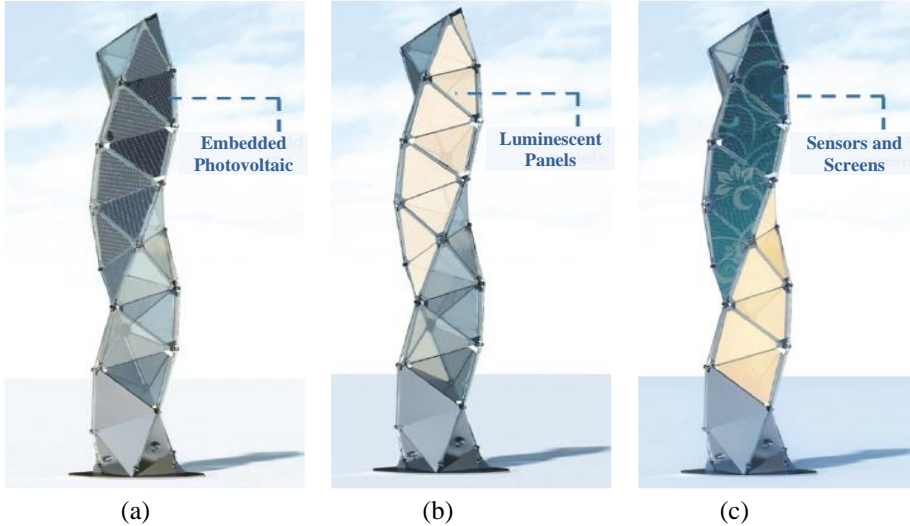 Embedded
Photovoltaic
Luminescent
Panels
Sensors and
Screens
(a)
(b)
(c)